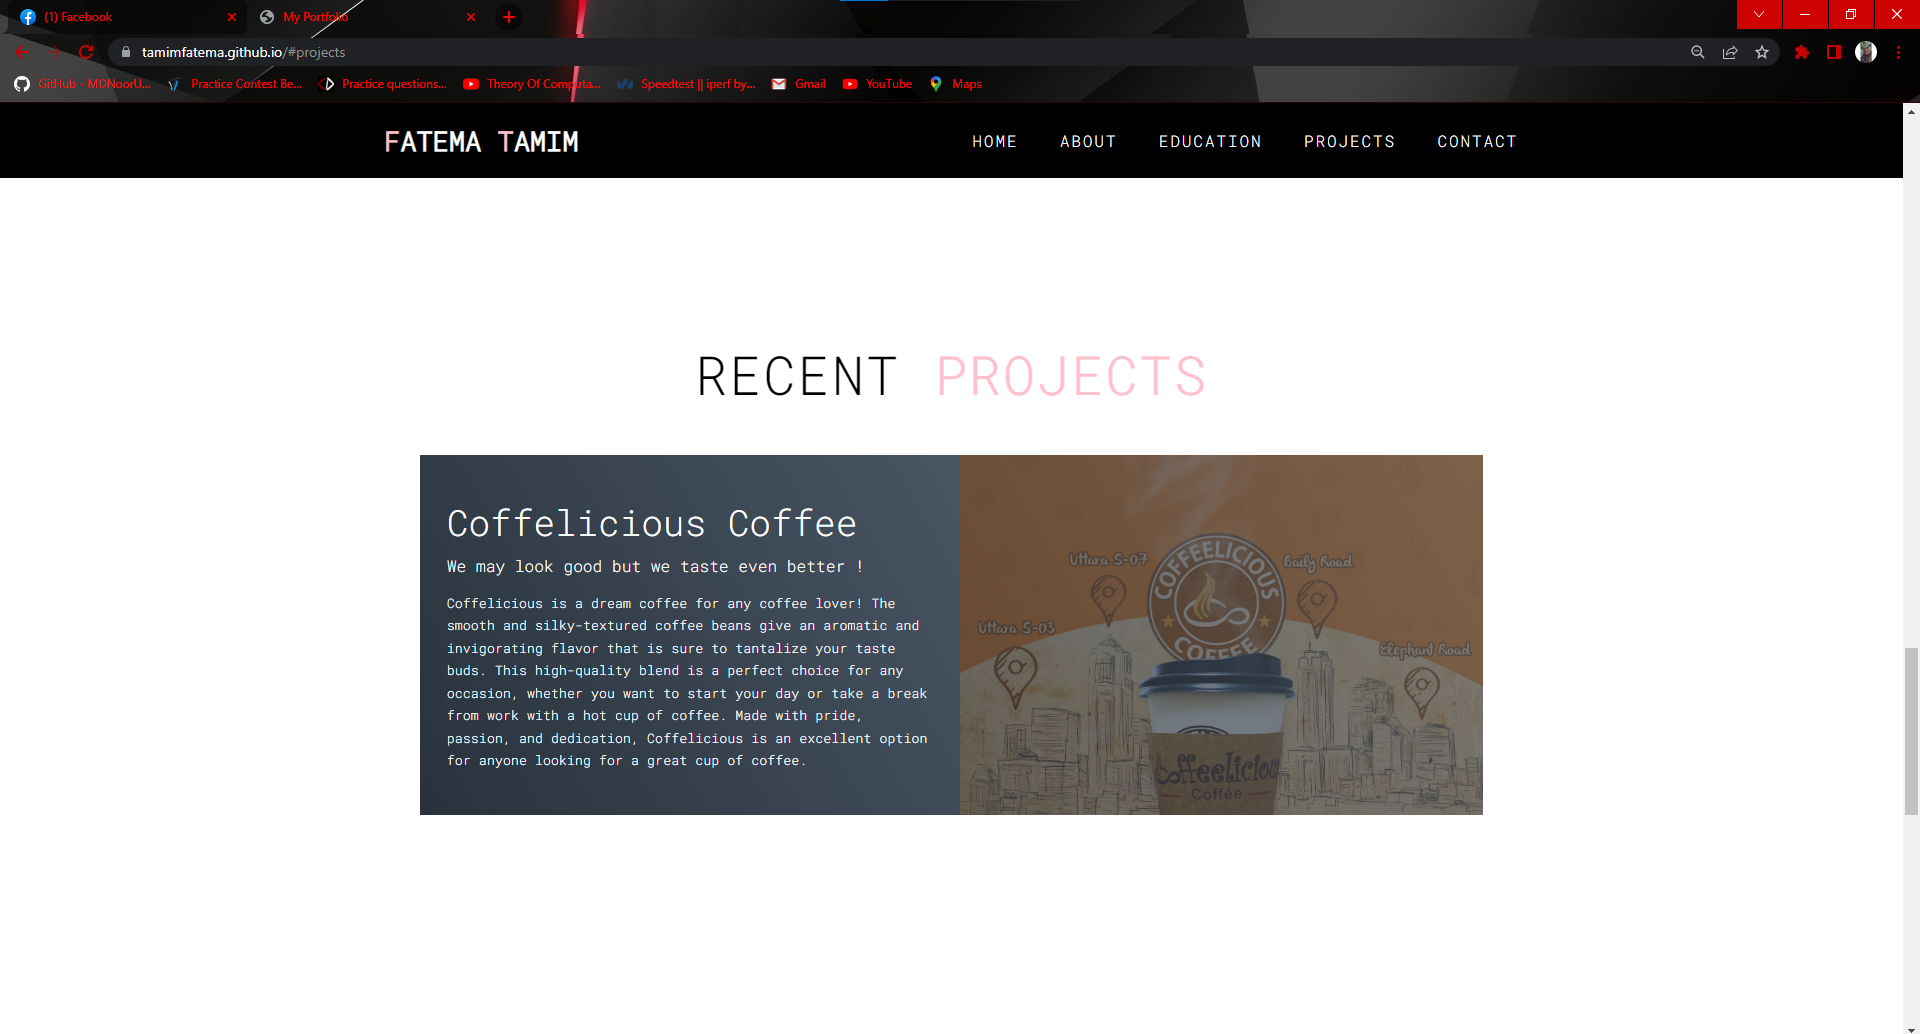 (1) Facebook
My Portfolio
tamimfatema.github.io/#projects
GitHub - MDNoorU...
Practice Contest Be...
Practice questions...
Theory Of Computa...
Speedtest || iperf by...
Gmail
YouTube
Maps
FATEMA TAMIM
HOME
ABOUT
EDUCATION
PROJECTS
CONTACT
RECENT PROJECTS
Coffelicious Coffee
We may look good but we taste even better !
Coffelicious is a dream coffee for any coffee lover! The
smooth and silky-textured coffee beans give an aromatic and
invigorating flavor that is sure to tantalize your taste
buds. This high-quality blend is a perfect choice for any
occasion, whether you want to start your day or take a break
from work with a hot cup of coffee. Made with pride,
passion, and dedication, Coffelicious is an excellent option
for anyone looking for a great cup of coffee.
Uttara S-07
Baily Road
Uttara S-03
Elephant Road
COFFEELICIOUS
COFFEE
Coffeelicious
Coffee